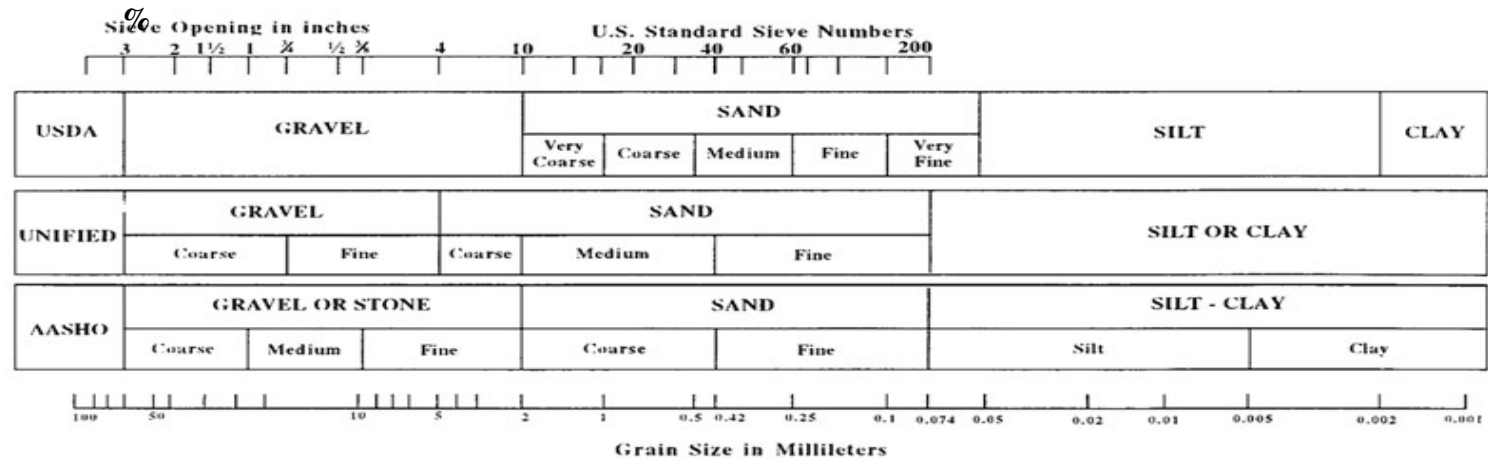 %
Sieve Opening in inches U.S. Standard Sieve Numbers
3 2 1½ 1 ¾ ½ ⅜ 4 10 20 40 60 200
USDA GRAVEL SAND SILT CLAY
Very Coarse Coarse Medium Fine Very Fine
UNIFIED GRAVEL SAND SILT OR CLAY
Coarse Fine Coarse Medium Fine
AASHO GRAVEL OR STONE SAND SILT - CLAY
Coarse Medium Fine Coarse Fine Silt Clay
100 50 10 5 2 1 0.5 0.42 0.25 0.1 0.074 0.05 0.02 0.01 0.005 0.002 0.001
Grain Size in Millileters